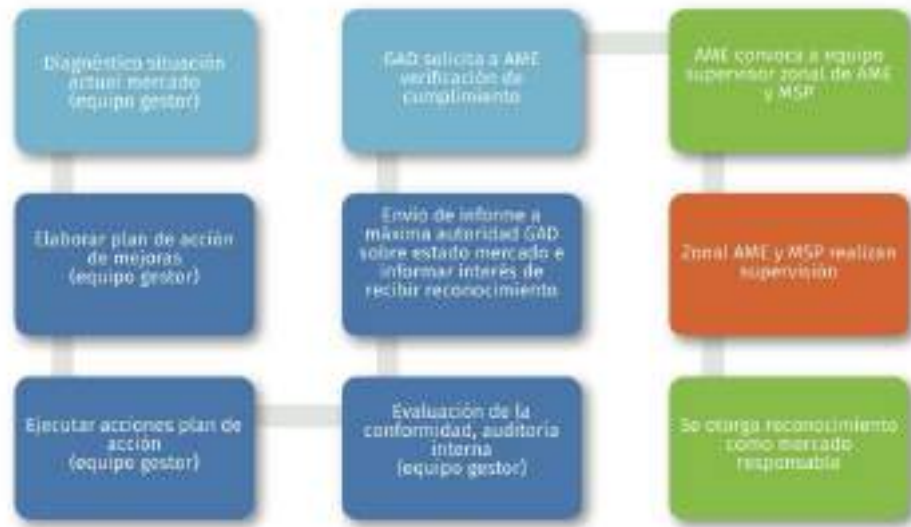 Diagnóstico situación
actual mercado
(equipo gestor)
Elaborar plan de acción
de mejoras
(equipo gestor)
Ejecutar acciones plan de
acción
(equipo gestor)
Evaluación de la
conformidad, auditoria
interna
(equipo gestor)
Envío de informe a
máxima autoridad GAD
sobre estado mercado e
informar interés de
recibir reconocimiento
GAD solicita a AME
verificación de
cumplimiento
AME convoca a equipo
supervisor zonal de AME
y MSP
Zonal AME y MSP realizan
supervisión
Se otorga reconocimiento
como mercado
responsable